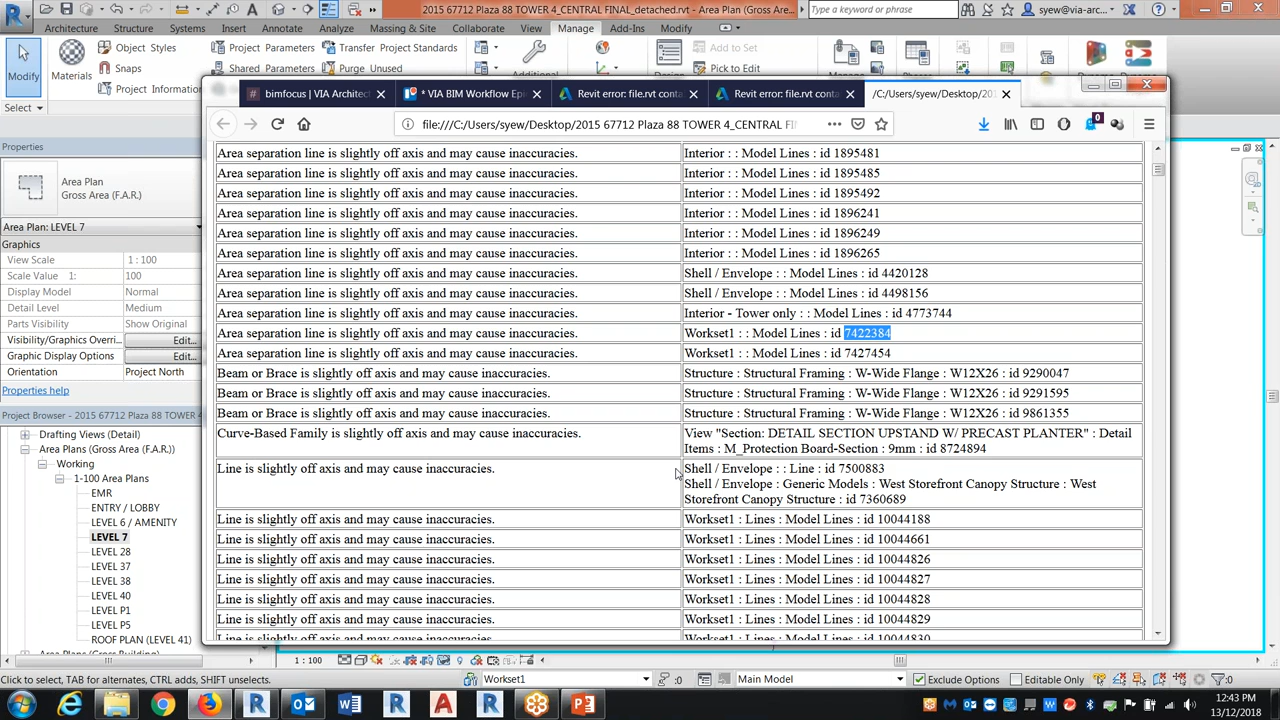 2015 67712 Plaza 88 TOWER 4_CENTRAL FINAL_detached.rvt - Area Plan (Gross Area (F.A.R.)...
Type a keyword or phrase
syew@via-arc...
Architecture Structure Systems Insert Annotate Analyze Massing & Site Collaborate View Manage Add-Ins Modify
Modify
Materials
Object Styles
Snaps
Project Information
Project Parameters
Shared Parameters
Transfer Project Standards
Purge Unused
Additional
Design
Add to Set
Pick to Edit
Manage
Phases
Select
bimfocus | VIA Architect
* VIA BIM Workflow Epi
Revit error: file.rvt conta
Revit error: file.rvt conta
/C:/Users/syew/Desktop/201
file:///C:/Users/syew/Desktop/2015 67712 Plaza 88 TOWER 4_CENTRAL FINAL
0
Properties
Area Plan
Gross Area (F.A.R.)
Area Plan: LEVEL 7
Graphics
View Scale 1 : 100
Scale Value 1: 100
Display Model Normal
Detail Level Medium
Parts Visibility Show Original
Visibility/Graphics Overri... Edit...
Graphic Display Options Edit...
Orientation Project North
Properties help
Project Browser - 2015 67712 Plaza 88 TOWER
Drafting Views (Detail)
Area Plans (Gross Area (F.A.R.)
Working
1-100 Area Plans
EMR
ENTRY / LOBBY
LEVEL 6 / AMENITY
LEVEL 7
LEVEL 28
LEVEL 37
LEVEL 38
LEVEL 40
LEVEL P1
LEVEL P5
ROOF PLAN (LEVEL 41)
Area Plans (Gross Building)
Area separation line is slightly off axis and may cause inaccuracies. Interior : : Model Lines : id 1895481
Area separation line is slightly off axis and may cause inaccuracies. Interior : : Model Lines : id 1895485
Area separation line is slightly off axis and may cause inaccuracies. Interior : : Model Lines : id 1895492
Area separation line is slightly off axis and may cause inaccuracies. Interior : : Model Lines : id 1896241
Area separation line is slightly off axis and may cause inaccuracies. Interior : : Model Lines : id 1896249
Area separation line is slightly off axis and may cause inaccuracies. Interior : : Model Lines : id 1896265
Area separation line is slightly off axis and may cause inaccuracies. Shell / Envelope : : Model Lines : id 4420128
Area separation line is slightly off axis and may cause inaccuracies. Shell / Envelope : : Model Lines : id 4498156
Area separation line is slightly off axis and may cause inaccuracies. Interior - Tower only : : Model Lines : id 4773744
Area separation line is slightly off axis and may cause inaccuracies. Workset1 : : Model Lines : id 7422384
Area separation line is slightly off axis and may cause inaccuracies. Workset1 : : Model Lines : id 7427454
Beam or Brace is slightly off axis and may cause inaccuracies. Structure : Structural Framing : W-Wide Flange : W12X26 : id 9290047
Beam or Brace is slightly off axis and may cause inaccuracies. Structure : Structural Framing : W-Wide Flange : W12X26 : id 9291595
Beam or Brace is slightly off axis and may cause inaccuracies. Structure : Structural Framing : W-Wide Flange : W12X26 : id 9861355
Curve-Based Family is slightly off axis and may cause inaccuracies. View "Section: DETAIL SECTION UPSTAND W/ PRECAST PLANTER" : Detail
Items : M_Protection Board-Section : 9mm : id 8724894
Line is slightly off axis and may cause inaccuracies. Shell / Envelope : : Line : id 7500883
Shell / Envelope : Generic Models : West Storefront Canopy Structure : West
Storefront Canopy Structure : id 7360689
Line is slightly off axis and may cause inaccuracies. Workset1 : Lines : Model Lines : id 10044188
Line is slightly off axis and may cause inaccuracies. Workset1 : Lines : Model Lines : id 10044661
Line is slightly off axis and may cause inaccuracies. Workset1 : Lines : Model Lines : id 10044826
Line is slightly off axis and may cause inaccuracies. Workset1 : Lines : Model Lines : id 10044827
Line is slightly off axis and may cause inaccuracies. Workset1 : Lines : Model Lines : id 10044828
Line is slightly off axis and may cause inaccuracies. Workset1 : Lines : Model Lines : id 10044829
Line is slightly off axis and may cause inaccuracies. Workset1 : Lines : Model Lines : id 10044830
1 : 100
Click to select, TAB for alternates, CTRL adds, SHIFT unselects.
Workset1
:0
Main Model
Exclude Options
Editable Only
:0
12:43 PM
13/12/2018